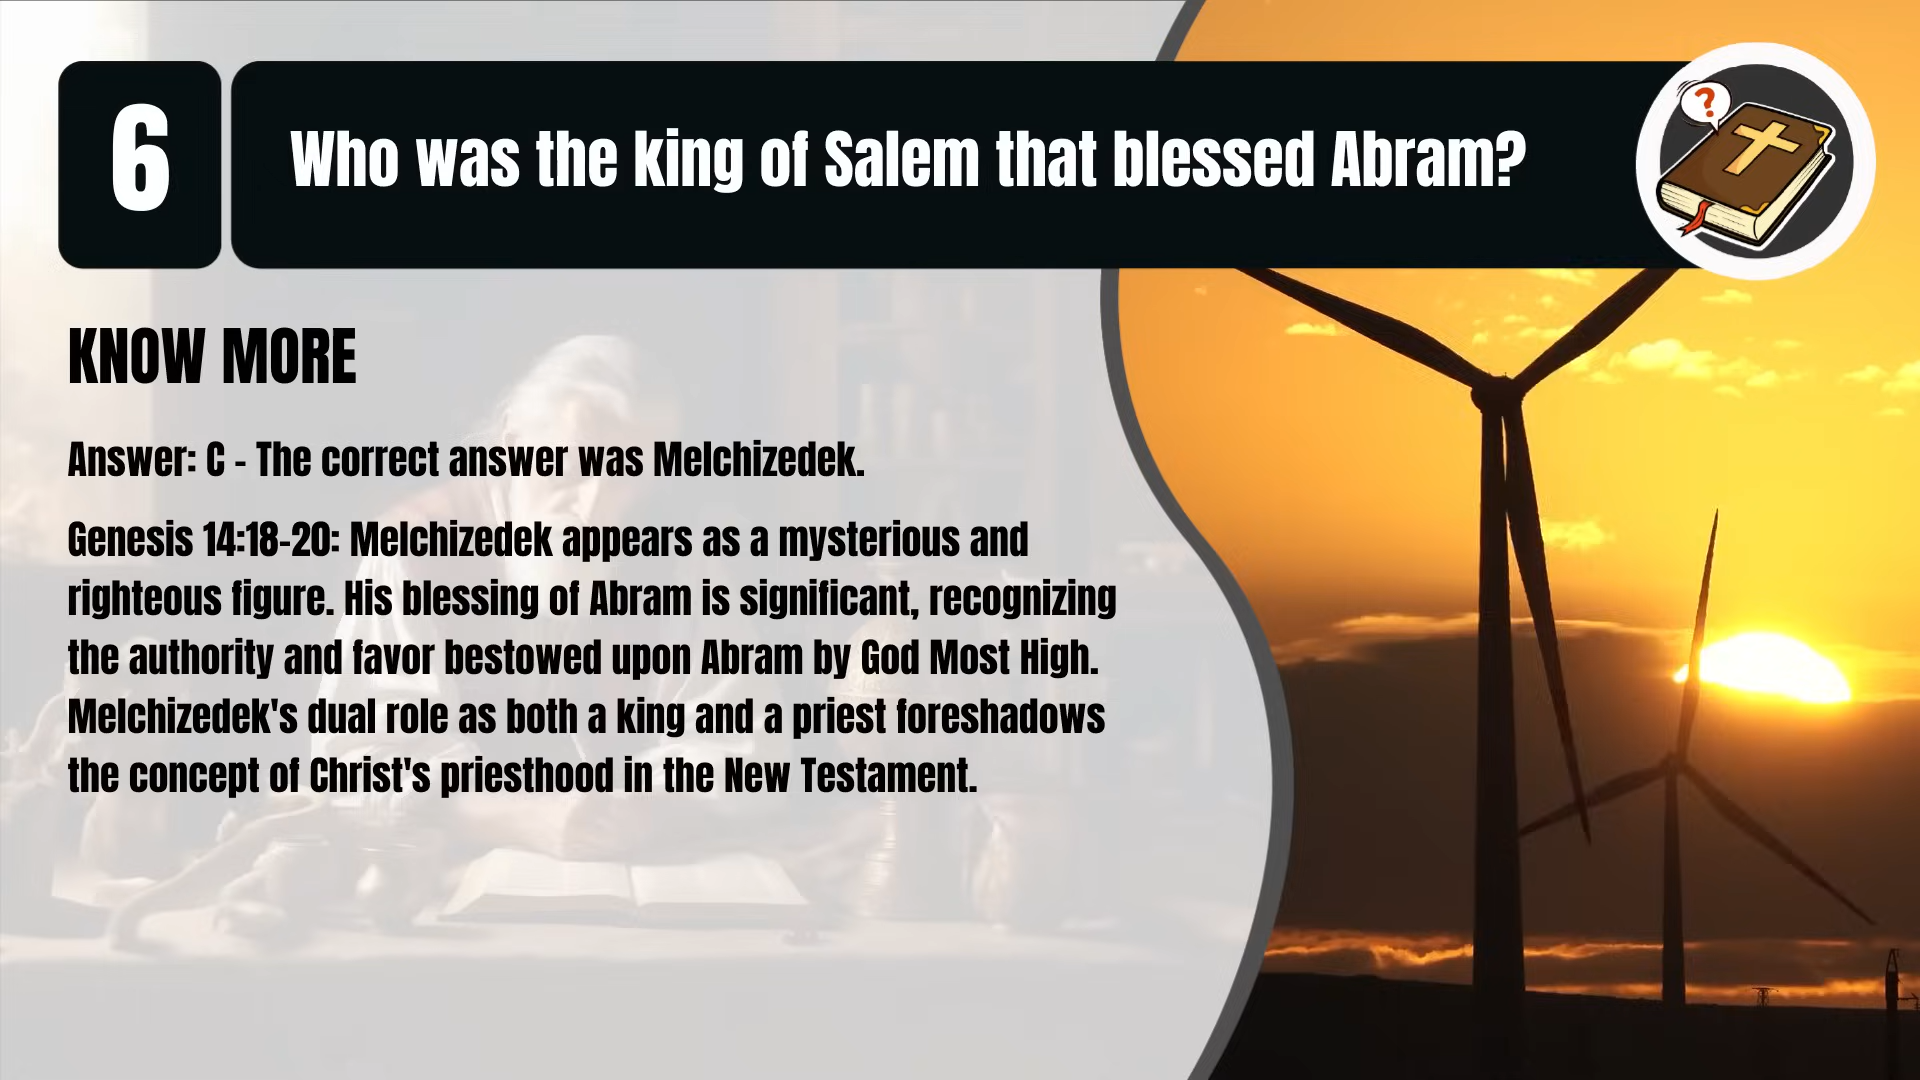 6
Who was the king of Salem that blessed Abram?
?
KNOW MORE
Answer: C - The correct answer was Melchizedek.
Genesis 14:18-20: Melchizedek appears as a mysterious and
righteous figure. His blessing of Abram is significant, recognizing
the authority and favor bestowed upon Abram by God Most High.
Melchizedek's dual role as both a king and a priest foreshadows
the concept of Christ's priesthood in the New Testament.